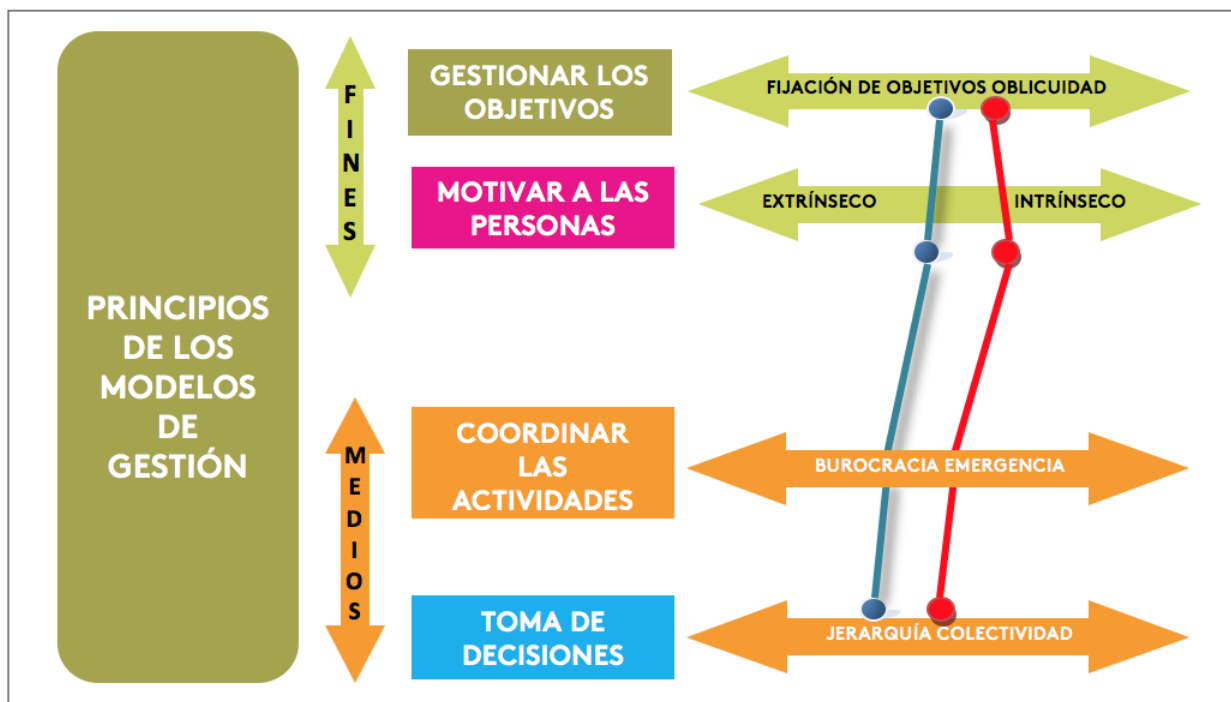 PRINCIPIOS
DE LOS
MODELOS
DE
GESTIÓN
FINES
GESTIONAR LOS
OBJETIVOS
FIJACIÓN DE OBJETIVOS OBLICUIDAD
MOTIVAR A LAS
PERSONAS
EXTRÍNSECO INTRÍNSECO
MEDIOS
COORDINAR
LAS
ACTIVIDADES
BUROCRACIA EMERGENCIA
TOMA DE
DECISIONES
JERARQUÍA COLECTIVIDAD